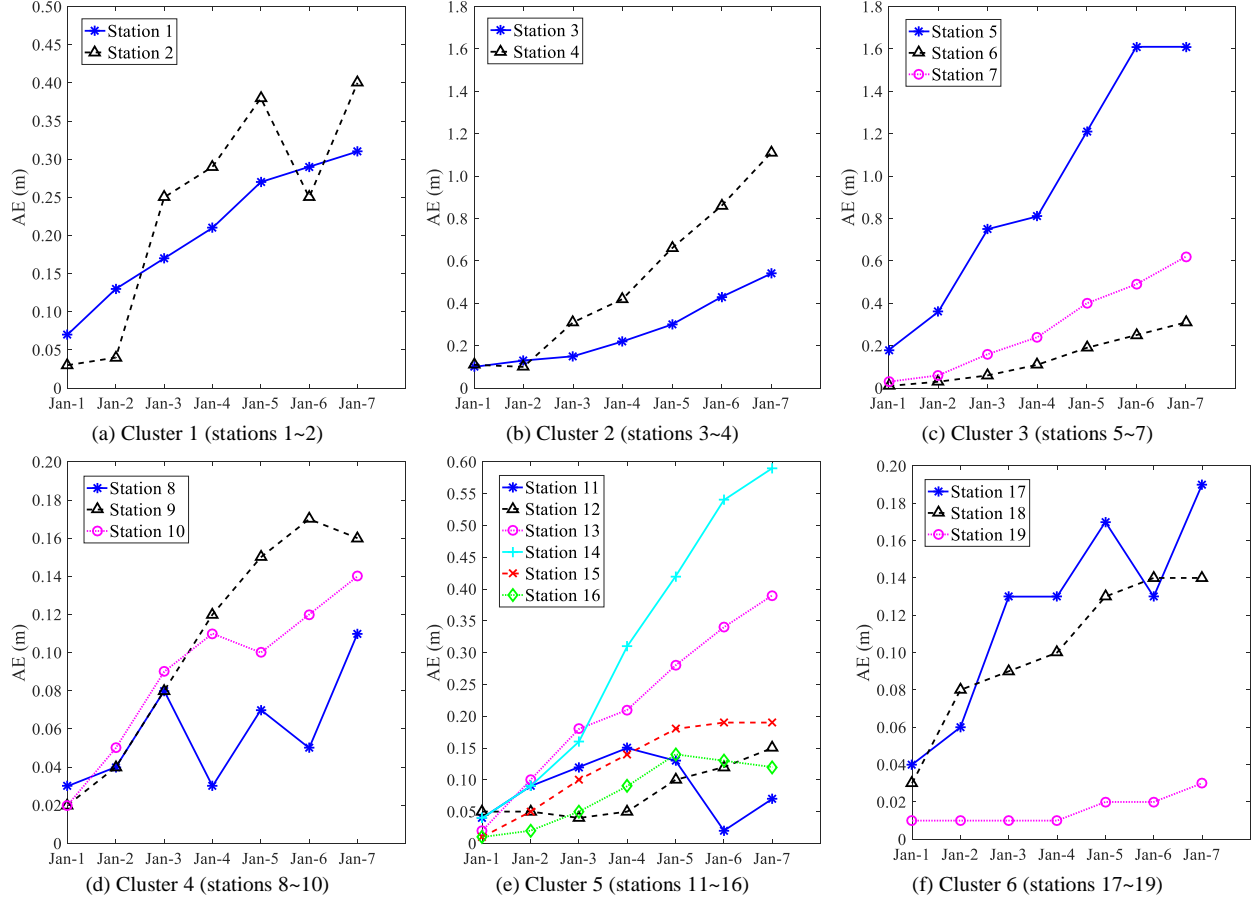 0.50
0.45
0.40
0.35
0.30
0.25
0.20
0.15
0.10
0.05
0
AE (m)
Station 1
Station 2
Jan-1 Jan-2 Jan-3 Jan-4 Jan-5 Jan-6 Jan-7
(a) Cluster 1 (stations 1~2)
1.8
1.6
1.4
1.2
1.0
0.8
0.6
0.4
0.2
0
AE (m)
Station 3
Station 4
Jan-1 Jan-2 Jan-3 Jan-4 Jan-5 Jan-6 Jan-7
(b) Cluster 2 (stations 3~4)
1.8
1.6
1.4
1.2
1.0
0.8
0.6
0.4
0.2
0
AE (m)
Station 5
Station 6
Station 7
Jan-1 Jan-2 Jan-3 Jan-4 Jan-5 Jan-6 Jan-7
(c) Cluster 3 (stations 5~7)
0.20
0.18
0.16
0.14
0.12
0.10
0.08
0.06
0.04
0.02
0
AE (m)
Station 8
Station 9
Station 10
Jan-1 Jan-2 Jan-3 Jan-4 Jan-5 Jan-6 Jan-7
(d) Cluster 4 (stations 8~10)
0.60
0.55
0.50
0.45
0.40
0.35
0.30
0.25
0.20
0.15
0.10
0.05
0
AE (m)
Station 11
Station 12
Station 13
Station 14
Station 15
Station 16
Jan-1 Jan-2 Jan-3 Jan-4 Jan-5 Jan-6 Jan-7
(e) Cluster 5 (stations 11~16)
0.20
0.18
0.16
0.14
0.12
0.10
0.08
0.06
0.04
0.02
0
AE (m)
Station 17
Station 18
Station 19
Jan-1 Jan-2 Jan-3 Jan-4 Jan-5 Jan-6 Jan-7
(f) Cluster 6 (stations 17~19)